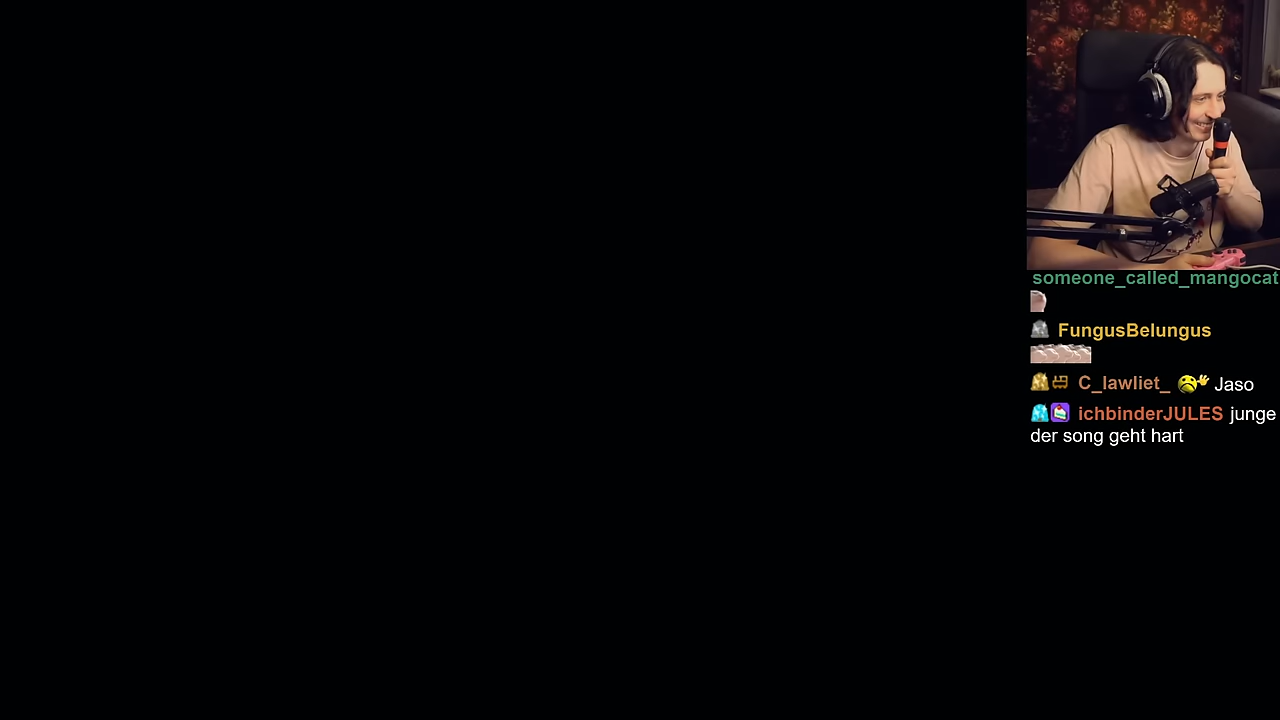 someone_called_mangocat
FungusBelungus
C_lawliet_ Jaso
ichbinderJULES junge
der song geht hart